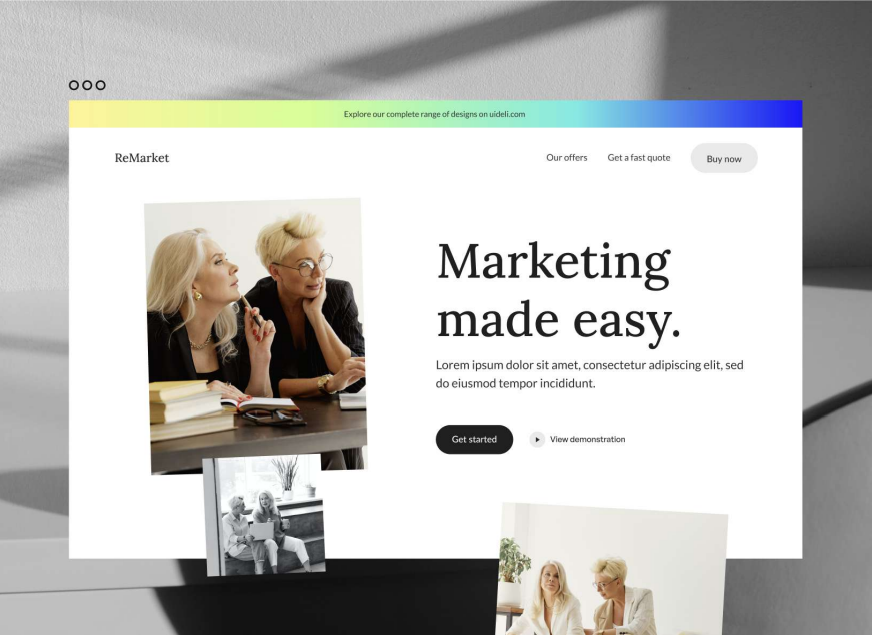 Explore our complete range of designs on uideli.com
ReMarket
Our offers
Get a fast quote
Buy now
Marketing
made easy.
Lorem ipsum dolor sit amet, consectetur adipiscing elit, sed
do eiusmod tempor incididunt.
Get started
View demonstration